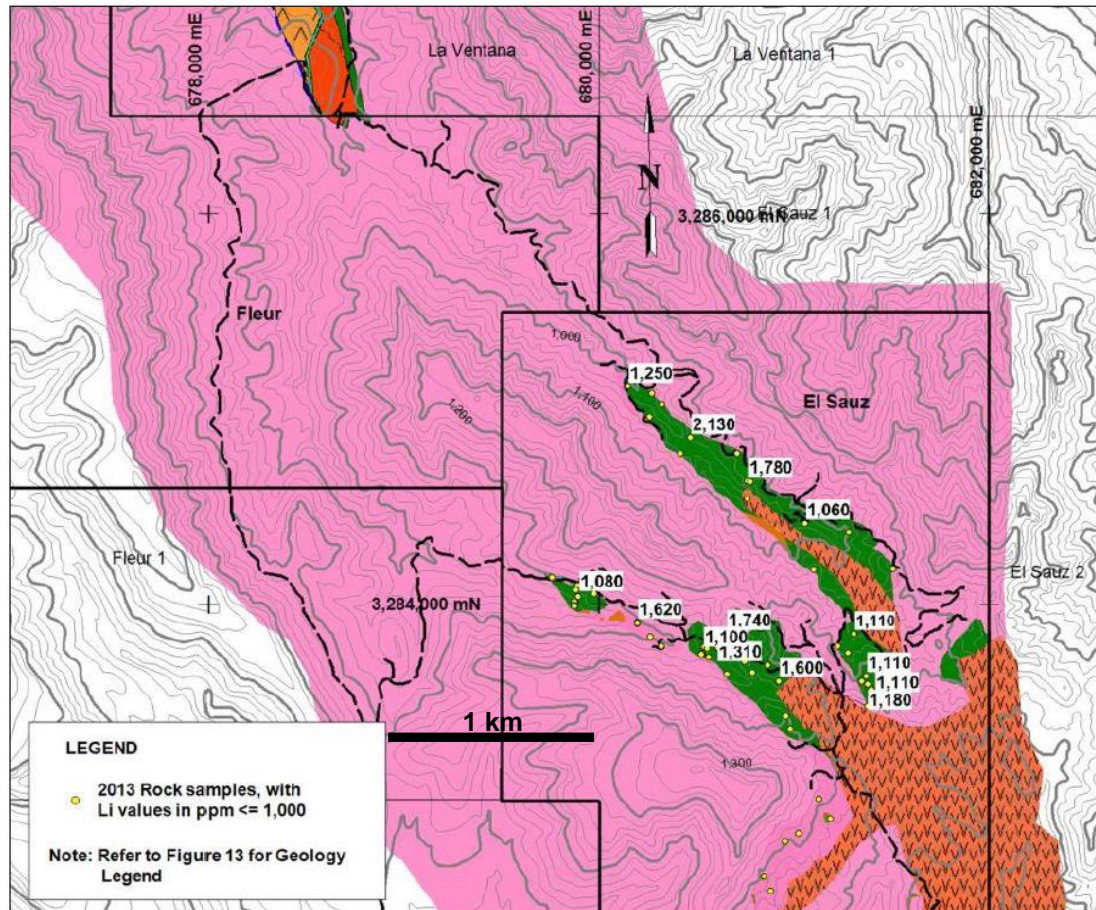 La Ventana
La Ventana 1
678,000 mE
680,000 mE
682,000 mE
N
3,286,000 mN
El Sauz 1
Fleur
1,000
1,100
1,200
1,250
El Sauz
2,130
1,780
1,060
Fleur 1
El Sauz 2
1,080
3,284,000 mN
1,620
1,740
1,110
1,100
1,310
1,600
1,110
1,110
1,180
1 km
1,300
LEGEND
2013 Rock samples, with
Li values in ppm <= 1,000
Note: Refer to Figure 13 for Geology
Legend